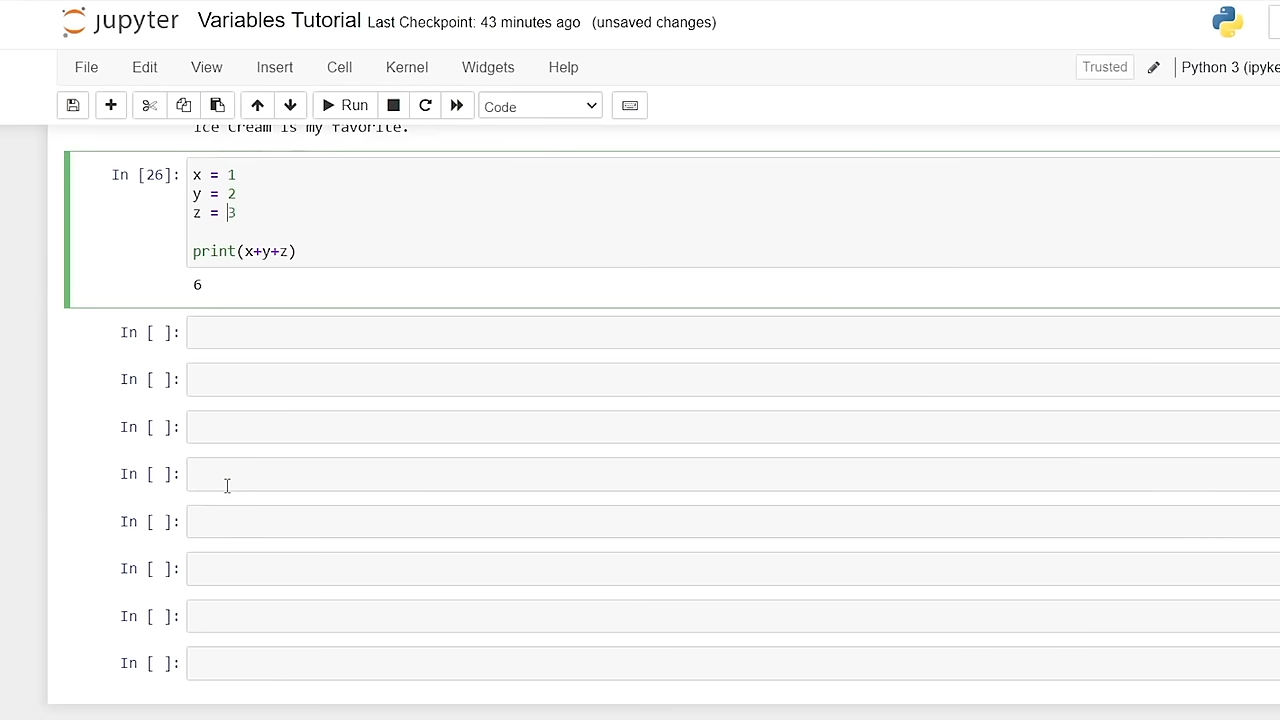 jupyter Variables Tutorial Last Checkpoint: 43 minutes ago (unsaved changes)
File Edit View Insert Cell Kernel Widgets Help Trusted Python 3 (ipyke
Run Code
Ice cream is my favorite.
In [26]: x = 1
y = 2
z = 3
print(x+y+z)
6
In [ ]:
In [ ]:
In [ ]:
In [ ]:
In [ ]:
In [ ]:
In [ ]:
In [ ]: